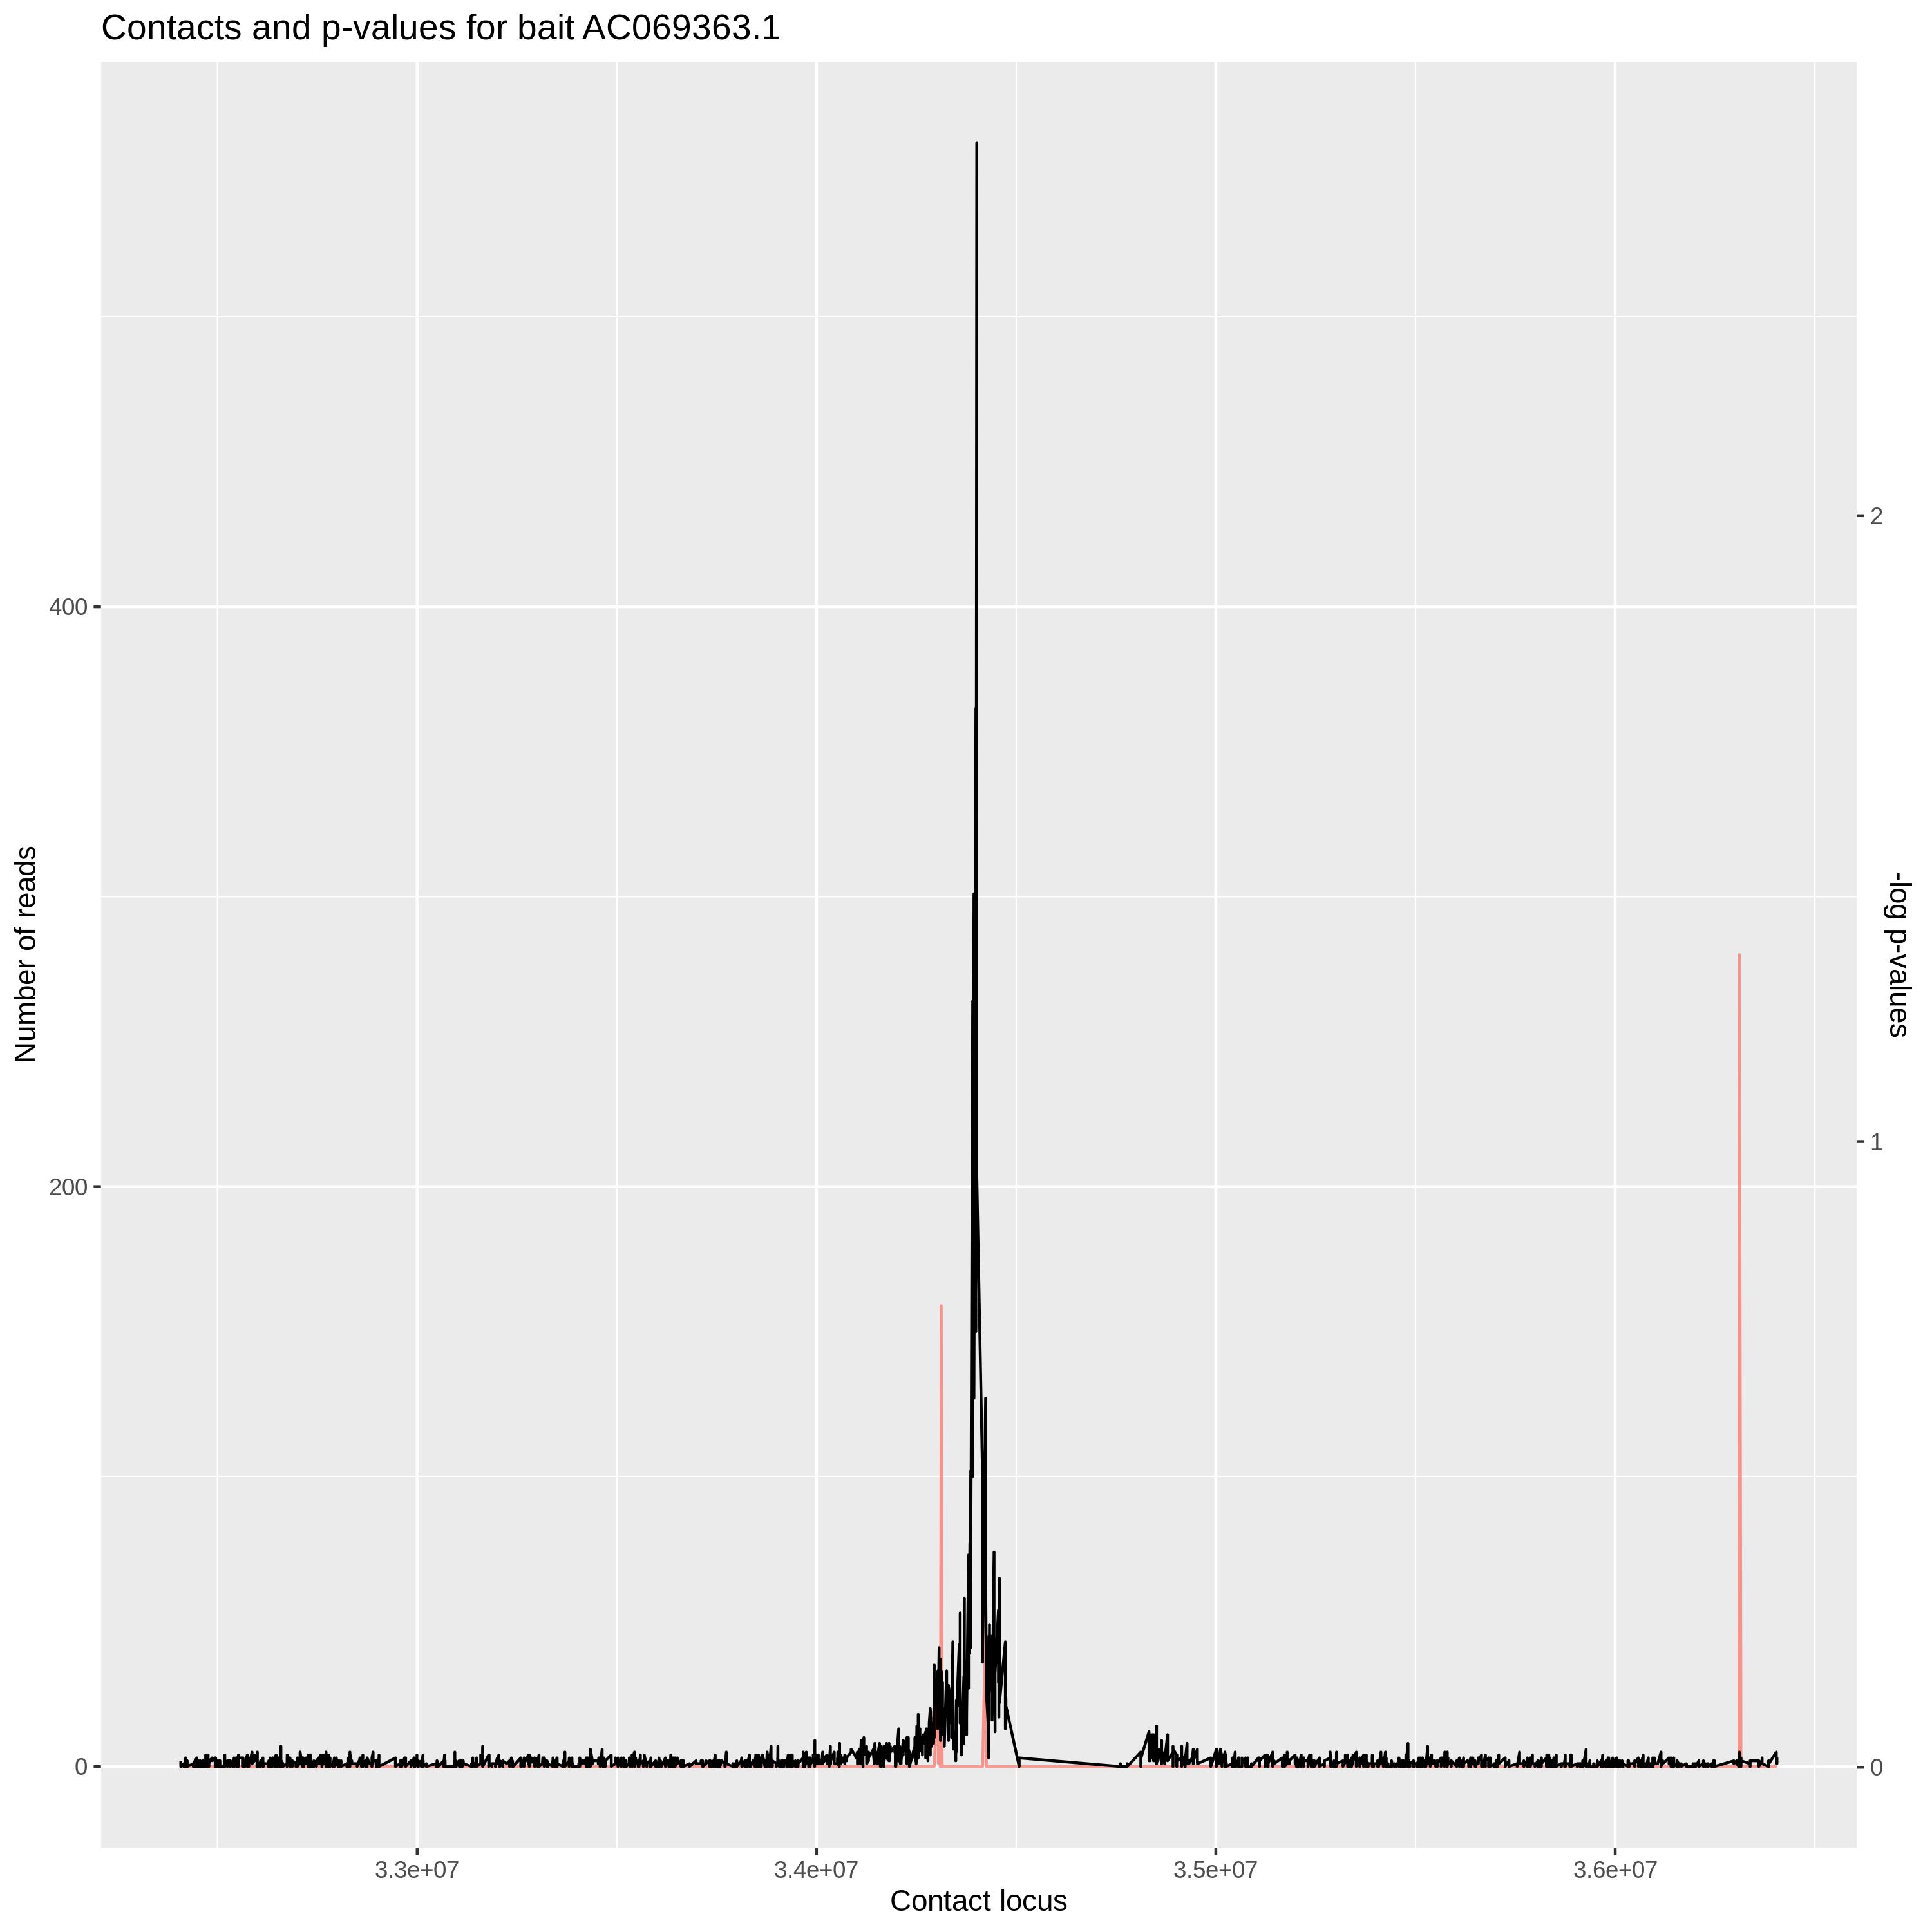 Contacts and p-values for bait AC069363.1
Number of reads
400
200
0
2
1
0
-log p-values
3.3e+07
3.4e+07
3.5e+07
3.6e+07
Contact locus